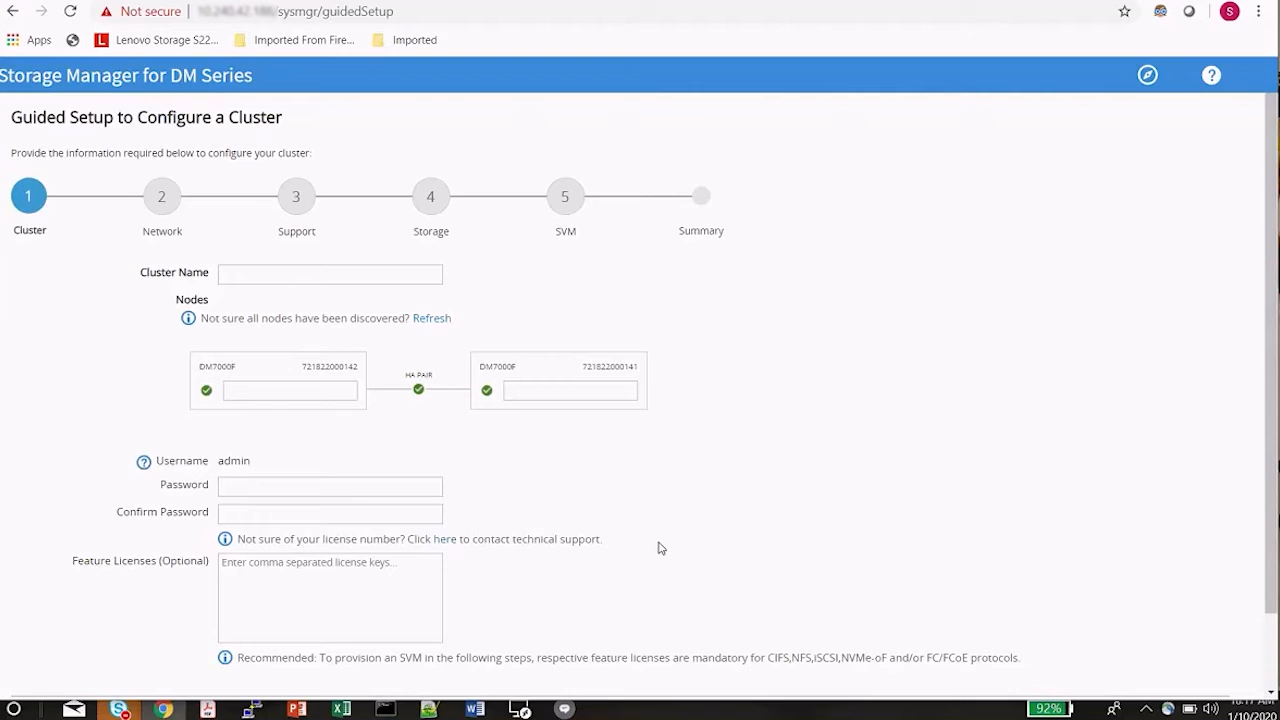 Not secure
/sysmgr/guidedSetup
S
Apps
L Lenovo Storage S22...
Imported From Fire...
Imported
Storage Manager for DM Series
?
Guided Setup to Configure a Cluster
Provide the information required below to configure your cluster:
1 2 3 4 5
Cluster Network Support Storage SVM Summary
Cluster Name
Nodes
Not sure all nodes have been discovered? Refresh
DM7000F 721822000142
HA PAIR
DM7000F 721822000141
Username admin
Password
Confirm Password
Not sure of your license number? Click here to contact technical support.
Feature Licenses (Optional)
Enter comma separated license keys...
Recommended: To provision an SVM in the following steps, respective feature licenses are mandatory for CIFS,NFS,iSCSI,NVMe-oF and/or FC/FCoE protocols.
92%
1/10/2020